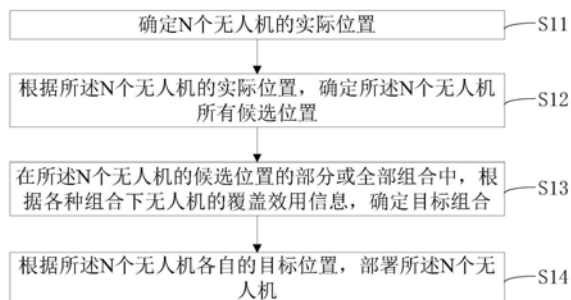 确定N个无人机的实际位置
S11
根据所述N个无人机的实际位置，确定所述N个无人机
所有候选位置
S12
在所述N个无人机的候选位置的部分或全部组合中，根
据各种组合下无人机的覆盖效用信息，确定目标组合
S13
根据所述N个无人机各自的目标位置，部署所述N个无
人机
S14